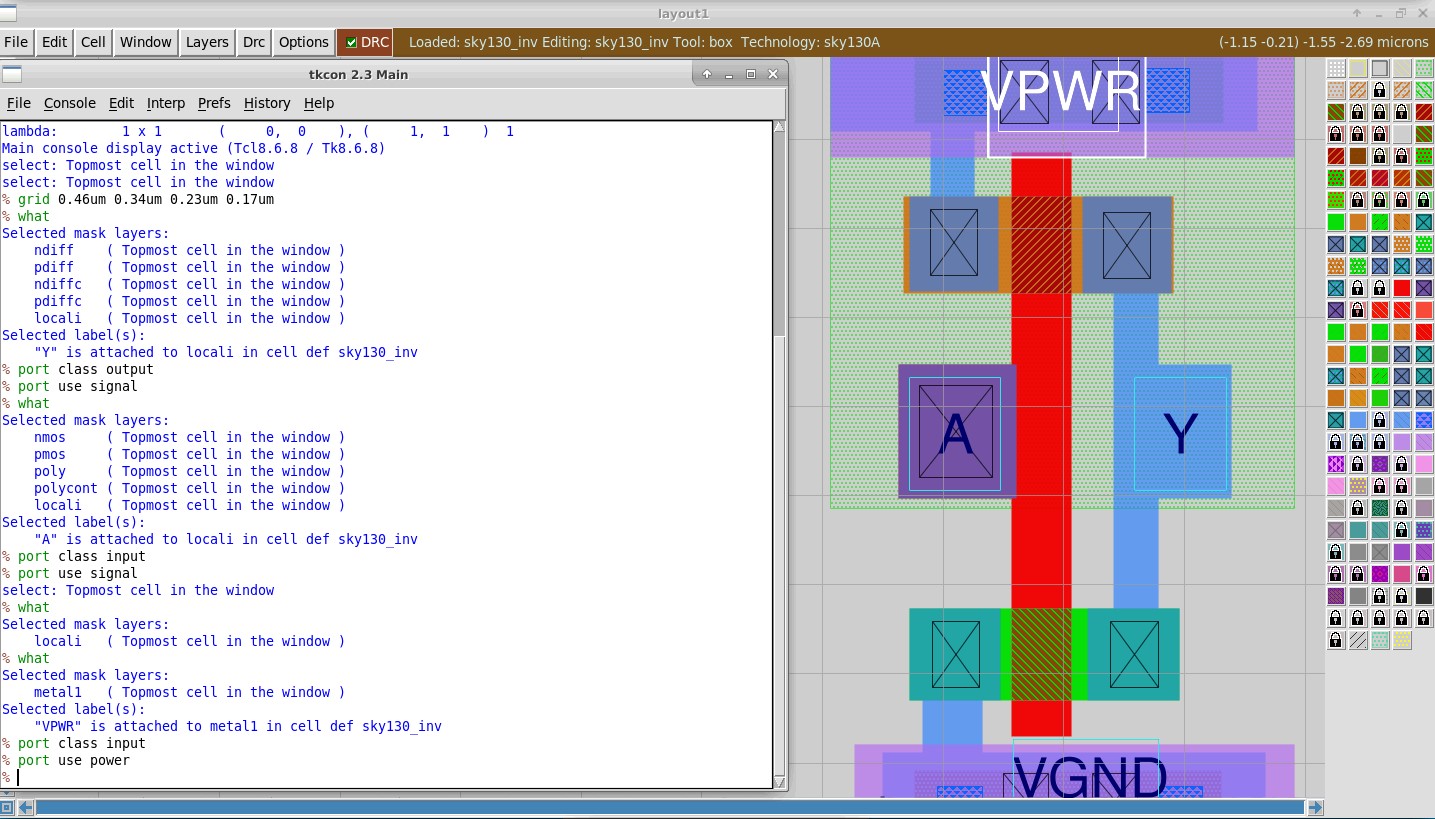 layout1
File Edit Cell Window Layers Drc Options DRC Loaded: sky130_inv Editing: sky130_inv Tool: box Technology: sky130A (-1.15 -0.21) -1.55 -2.69 microns
tkcon 2.3 Main
File Console Edit Interp Prefs History Help
lambda: 1 x 1 ( 0, 0 ), ( 1, 1 ) 1
Main console display active (Tcl8.6.8 / Tk8.6.8)
select: Topmost cell in the window
select: Topmost cell in the window
% grid 0.46um 0.34um 0.23um 0.17um
% what
Selected mask layers:
ndiff ( Topmost cell in the window )
pdiff ( Topmost cell in the window )
ndiffc ( Topmost cell in the window )
pdiffc ( Topmost cell in the window )
locali ( Topmost cell in the window )
Selected label(s):
"Y" is attached to locali in cell def sky130_inv
% port class output
% port use signal
% what
Selected mask layers:
nmos ( Topmost cell in the window )
pmos ( Topmost cell in the window )
poly ( Topmost cell in the window )
polycont ( Topmost cell in the window )
locali ( Topmost cell in the window )
Selected label(s):
"A" is attached to locali in cell def sky130_inv
% port class input
% port use signal
select: Topmost cell in the window
% what
Selected mask layers:
locali ( Topmost cell in the window )
% what
Selected mask layers:
metal1 ( Topmost cell in the window )
Selected label(s):
"VPWR" is attached to metal1 in cell def sky130_inv
% port class input
% port use power
%
VPWR
A Y
VGND